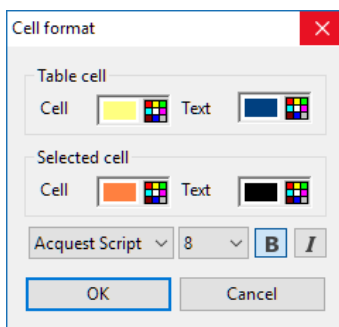 Cell format
Table cell
Cell Text
Selected cell
Cell Text
Acquest Script 8 B I
OK Cancel